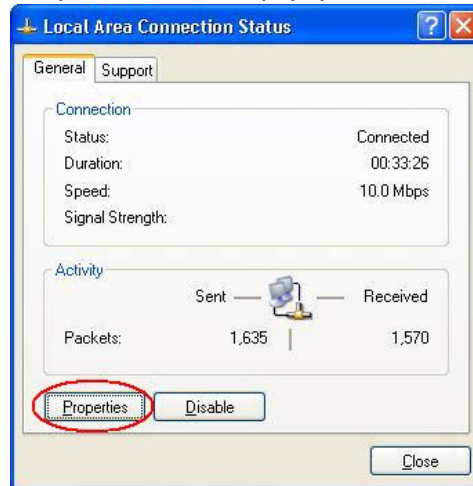 Local Area Connection Status
General Support
Connection
Status: Connected
Duration: 00:33:26
Speed: 10.0 Mbps
Signal Strength:
Activity
Sent Received
Packets: 1,635 1,570
Properties Disable
Close